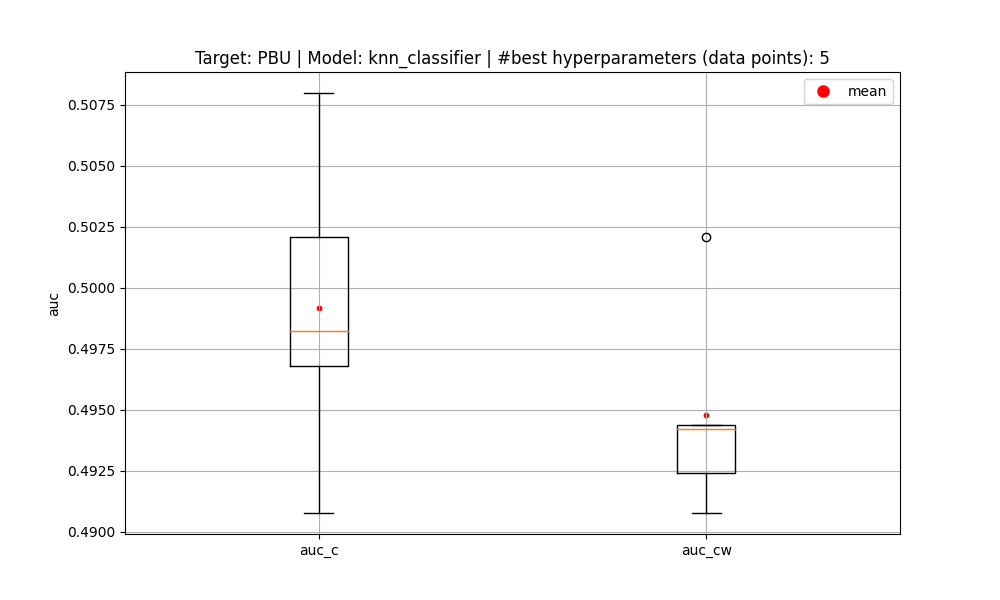 Target: PBU | Model: knn_classifier | #best hyperparameters (data points): 5
mean
0.5075
0.5050
0.5025
0.5000
0.4975
0.4950
0.4925
0.4900
auc
auc_c
auc_cw